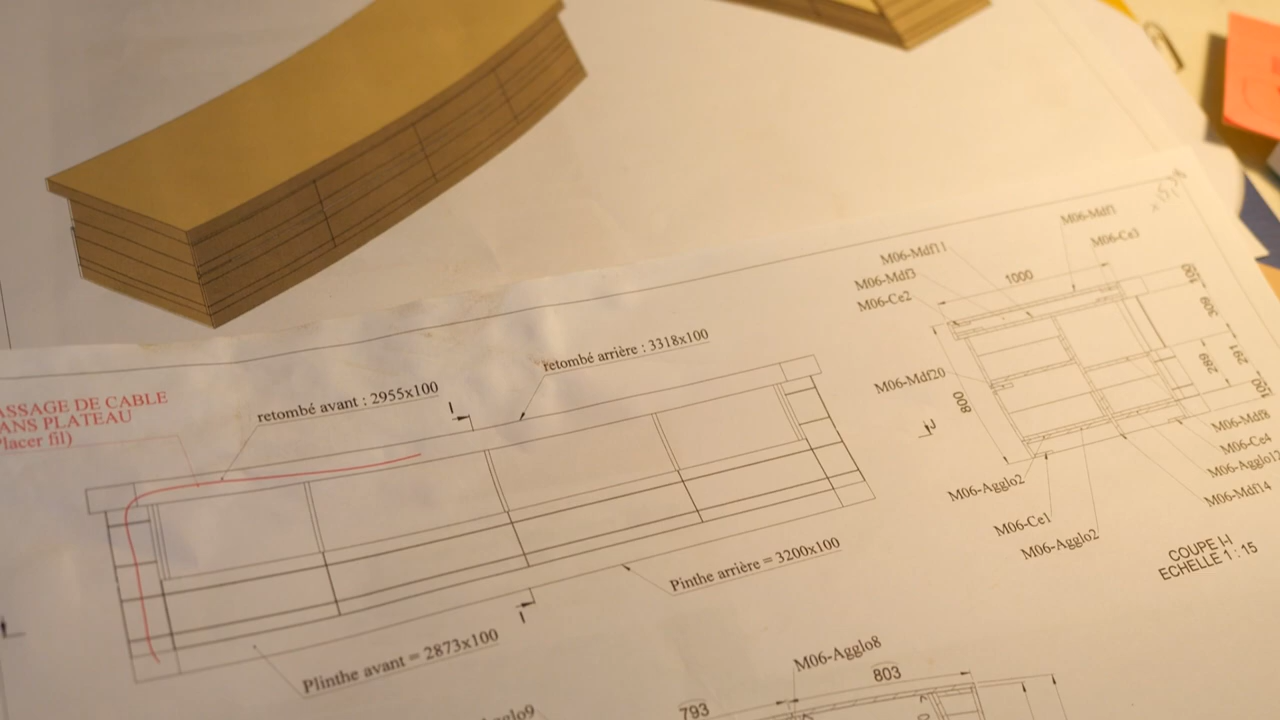 ASSAGE DE CABLE
ANS PLATEAU
Placer fil)
retombé avant : 2955x100
I
retombé arrière : 3318x100
Pinthe arrière = 3200x100
I
Plinthe avant = 2873x100
M06-Mdf1
M06-Ce3
M06-Mdf11
M06-Mdf3
M06-Ce2
1000
100
309
M06-Mdf20
800
289
291
100
J
M06-Mdf8
M06-Ce4
M06-Agglo12
M06-Mdf14
M06-Agglo2
M06-Ce1
M06-Agglo2
COUPE I-I
ECHELLE 1 : 15
M06-Agglo8
803
793
agglo9